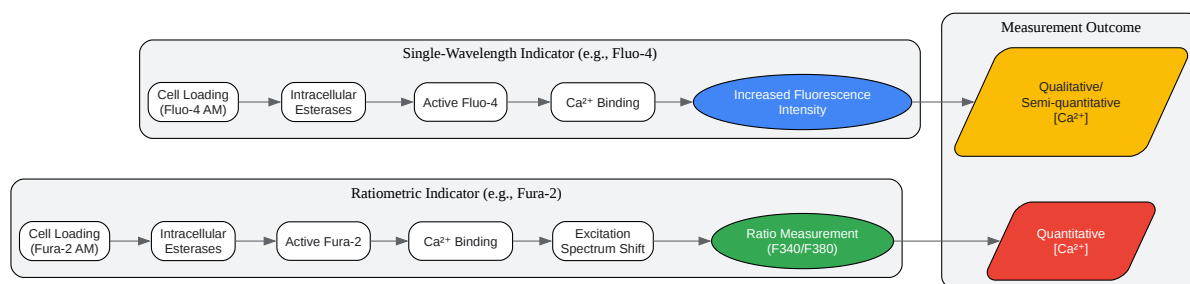 Measurement Outcome
Single-Wavelength Indicator (e.g., Fluo-4)
Cell Loading
(Fluo-4 AM)
Intracellular
Esterases
Active Fluo-4
Ca²⁺ Binding
Increased Fluorescence
Intensity
Qualitative/
Semi-quantitative
[Ca²⁺]
Ratiometric Indicator (e.g., Fura-2)
Cell Loading
(Fura-2 AM)
Intracellular
Esterases
Active Fura-2
Ca²⁺ Binding
Excitation
Spectrum Shift
Ratio Measurement
(F340/F380)
Quantitative
[Ca²⁺]